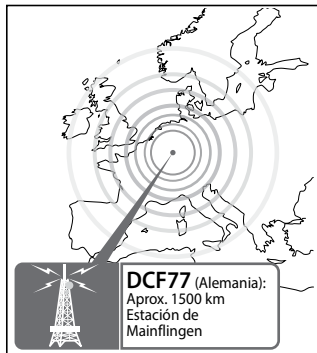 DCF77 (Alemania):
Aprox. 1500 km
Estación de
Mainflingen